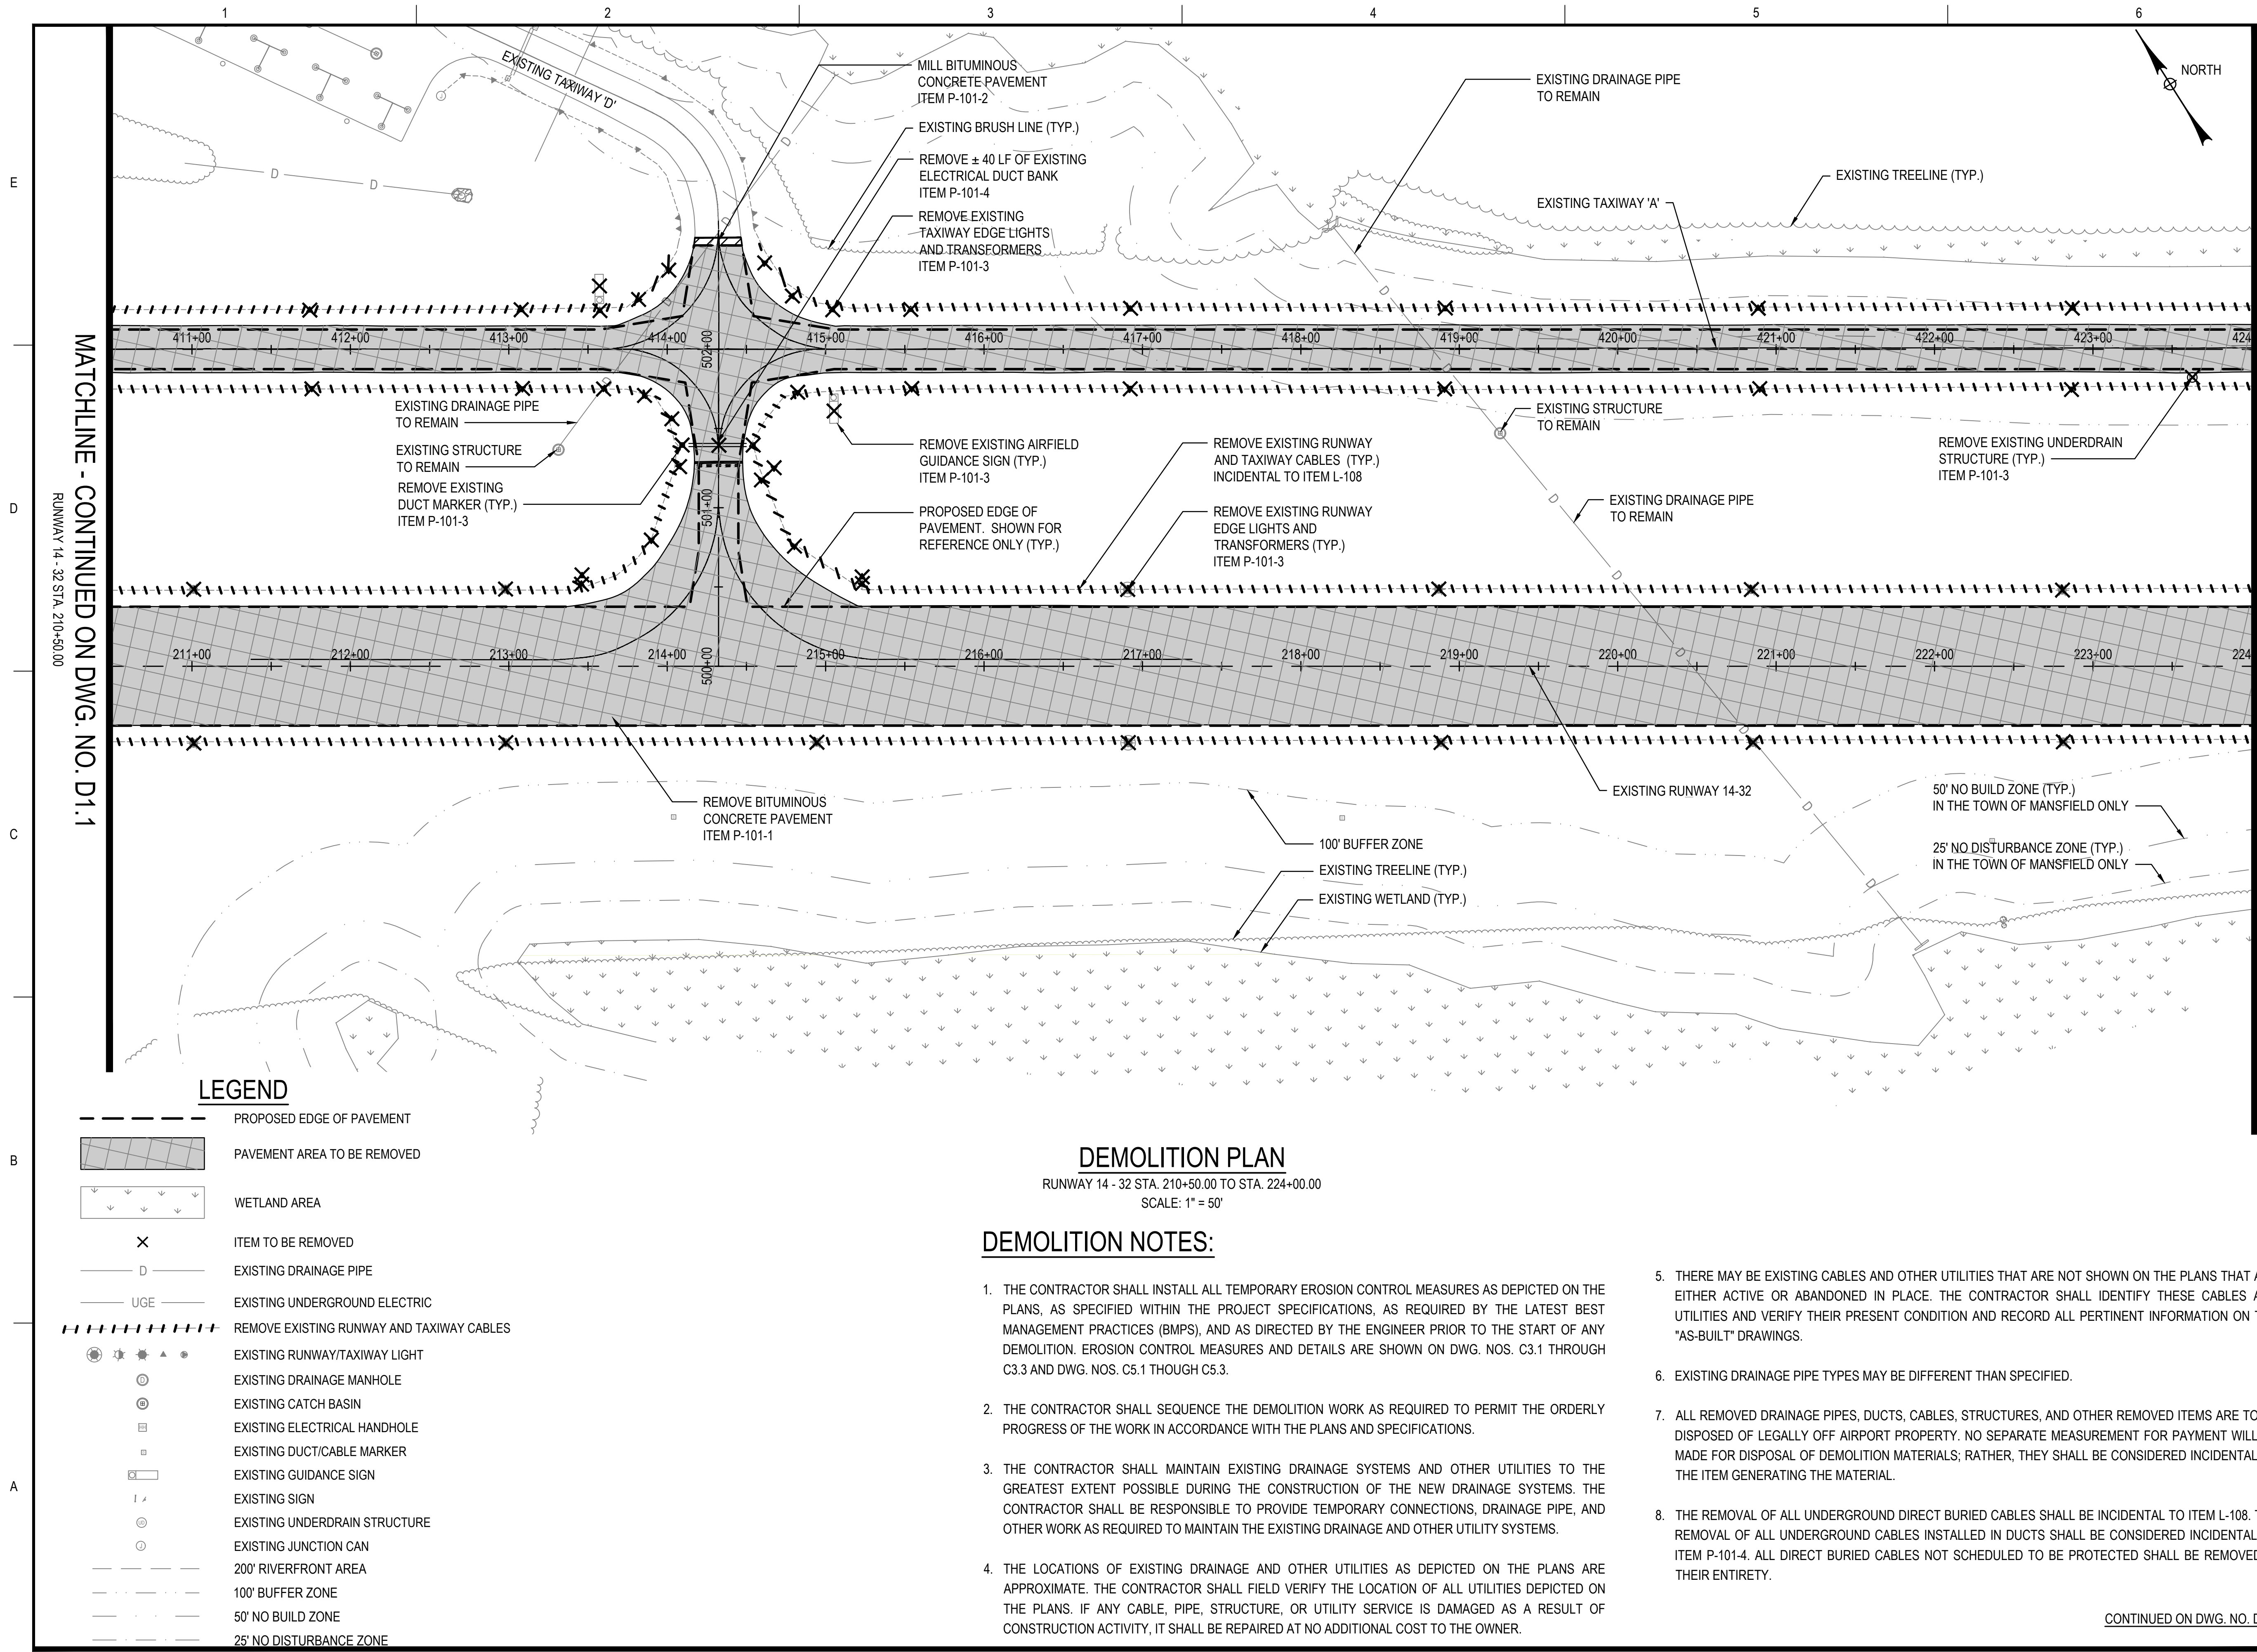 1 2 3 4 5 6
E
D
C
B
A
NORTH
EXISTING TAXIWAY 'D'
MILL BITUMINOUS
CONCRETE PAVEMENT
ITEM P-101-2
EXISTING BRUSH LINE (TYP.)
REMOVE ± 40 LF OF EXISTING
ELECTRICAL DUCT BANK
ITEM P-101-4
REMOVE EXISTING
TAXIWAY EDGE LIGHTS
AND TRANSFORMERS
ITEM P-101-3
EXISTING DRAINAGE PIPE
TO REMAIN
EXISTING TREELINE (TYP.)
EXISTING TAXIWAY 'A'
411+00 412+00 413+00 414+00 415+00 416+00 417+00 418+00 419+00 420+00 421+00 422+00 423+00 424
502+00
501+00
500+00
EXISTING DRAINAGE PIPE
TO REMAIN
EXISTING STRUCTURE
TO REMAIN
REMOVE EXISTING
DUCT MARKER (TYP.)
ITEM P-101-3
REMOVE EXISTING AIRFIELD
GUIDANCE SIGN (TYP.)
ITEM P-101-3
PROPOSED EDGE OF
PAVEMENT. SHOWN FOR
REFERENCE ONLY (TYP.)
REMOVE EXISTING RUNWAY
AND TAXIWAY CABLES (TYP.)
INCIDENTAL TO ITEM L-108
REMOVE EXISTING RUNWAY
EDGE LIGHTS AND
TRANSFORMERS (TYP.)
ITEM P-101-3
EXISTING STRUCTURE
TO REMAIN
EXISTING DRAINAGE PIPE
TO REMAIN
REMOVE EXISTING UNDERDRAIN
STRUCTURE (TYP.)
ITEM P-101-3
211+00 212+00 213+00 214+00 215+00 216+00 217+00 218+00 219+00 220+00 221+00 222+00 223+00 224
MATCHLINE - CONTINUED ON DWG. NO. D1.1
RUNWAY 14 - 32 STA. 210+50.00
REMOVE BITUMINOUS
CONCRETE PAVEMENT
ITEM P-101-1
EXISTING RUNWAY 14-32
100' BUFFER ZONE
EXISTING TREELINE (TYP.)
EXISTING WETLAND (TYP.)
50' NO BUILD ZONE (TYP.)
IN THE TOWN OF MANSFIELD ONLY
25' NO DISTURBANCE ZONE (TYP.)
IN THE TOWN OF MANSFIELD ONLY
LEGEND
PROPOSED EDGE OF PAVEMENT
PAVEMENT AREA TO BE REMOVED
WETLAND AREA
ITEM TO BE REMOVED
D EXISTING DRAINAGE PIPE
UGE EXISTING UNDERGROUND ELECTRIC
REMOVE EXISTING RUNWAY AND TAXIWAY CABLES
EXISTING RUNWAY/TAXIWAY LIGHT
EXISTING DRAINAGE MANHOLE
EXISTING CATCH BASIN
EXISTING ELECTRICAL HANDHOLE
EXISTING DUCT/CABLE MARKER
EXISTING GUIDANCE SIGN
EXISTING SIGN
EXISTING UNDERDRAIN STRUCTURE
EXISTING JUNCTION CAN
200' RIVERFRONT AREA
100' BUFFER ZONE
50' NO BUILD ZONE
25' NO DISTURBANCE ZONE
DEMOLITION PLAN
RUNWAY 14 - 32 STA. 210+50.00 TO STA. 224+00.00
SCALE: 1" = 50'
DEMOLITION NOTES:
1. THE CONTRACTOR SHALL INSTALL ALL TEMPORARY EROSION CONTROL MEASURES AS DEPICTED ON THE
PLANS, AS SPECIFIED WITHIN THE PROJECT SPECIFICATIONS, AS REQUIRED BY THE LATEST BEST
MANAGEMENT PRACTICES (BMPS), AND AS DIRECTED BY THE ENGINEER PRIOR TO THE START OF ANY
DEMOLITION. EROSION CONTROL MEASURES AND DETAILS ARE SHOWN ON DWG. NOS. C3.1 THROUGH
C3.3 AND DWG. NOS. C5.1 THOUGH C5.3.
2. THE CONTRACTOR SHALL SEQUENCE THE DEMOLITION WORK AS REQUIRED TO PERMIT THE ORDERLY
PROGRESS OF THE WORK IN ACCORDANCE WITH THE PLANS AND SPECIFICATIONS.
3. THE CONTRACTOR SHALL MAINTAIN EXISTING DRAINAGE SYSTEMS AND OTHER UTILITIES TO THE
GREATEST EXTENT POSSIBLE DURING THE CONSTRUCTION OF THE NEW DRAINAGE SYSTEMS. THE
CONTRACTOR SHALL BE RESPONSIBLE TO PROVIDE TEMPORARY CONNECTIONS, DRAINAGE PIPE, AND
OTHER WORK AS REQUIRED TO MAINTAIN THE EXISTING DRAINAGE AND OTHER UTILITY SYSTEMS.
4. THE LOCATIONS OF EXISTING DRAINAGE AND OTHER UTILITIES AS DEPICTED ON THE PLANS ARE
APPROXIMATE. THE CONTRACTOR SHALL FIELD VERIFY THE LOCATION OF ALL UTILITIES DEPICTED ON
THE PLANS. IF ANY CABLE, PIPE, STRUCTURE, OR UTILITY SERVICE IS DAMAGED AS A RESULT OF
CONSTRUCTION ACTIVITY, IT SHALL BE REPAIRED AT NO ADDITIONAL COST TO THE OWNER.
5. THERE MAY BE EXISTING CABLES AND OTHER UTILITIES THAT ARE NOT SHOWN ON THE PLANS THAT
EITHER ACTIVE OR ABANDONED IN PLACE. THE CONTRACTOR SHALL IDENTIFY THESE CABLES
UTILITIES AND VERIFY THEIR PRESENT CONDITION AND RECORD ALL PERTINENT INFORMATION ON
"AS-BUILT" DRAWINGS.
6. EXISTING DRAINAGE PIPE TYPES MAY BE DIFFERENT THAN SPECIFIED.
7. ALL REMOVED DRAINAGE PIPES, DUCTS, CABLES, STRUCTURES, AND OTHER REMOVED ITEMS ARE TO
DISPOSED OF LEGALLY OFF AIRPORT PROPERTY. NO SEPARATE MEASUREMENT FOR PAYMENT WILL
MADE FOR DISPOSAL OF DEMOLITION MATERIALS; RATHER, THEY SHALL BE CONSIDERED INCIDENTAL
THE ITEM GENERATING THE MATERIAL.
8. THE REMOVAL OF ALL UNDERGROUND DIRECT BURIED CABLES SHALL BE INCIDENTAL TO ITEM L-108.
REMOVAL OF ALL UNDERGROUND CABLES INSTALLED IN DUCTS SHALL BE CONSIDERED INCIDENTAL
ITEM P-101-4. ALL DIRECT BURIED CABLES NOT SCHEDULED TO BE PROTECTED SHALL BE REMOVED
THEIR ENTIRETY.
CONTINUED ON DWG. NO.